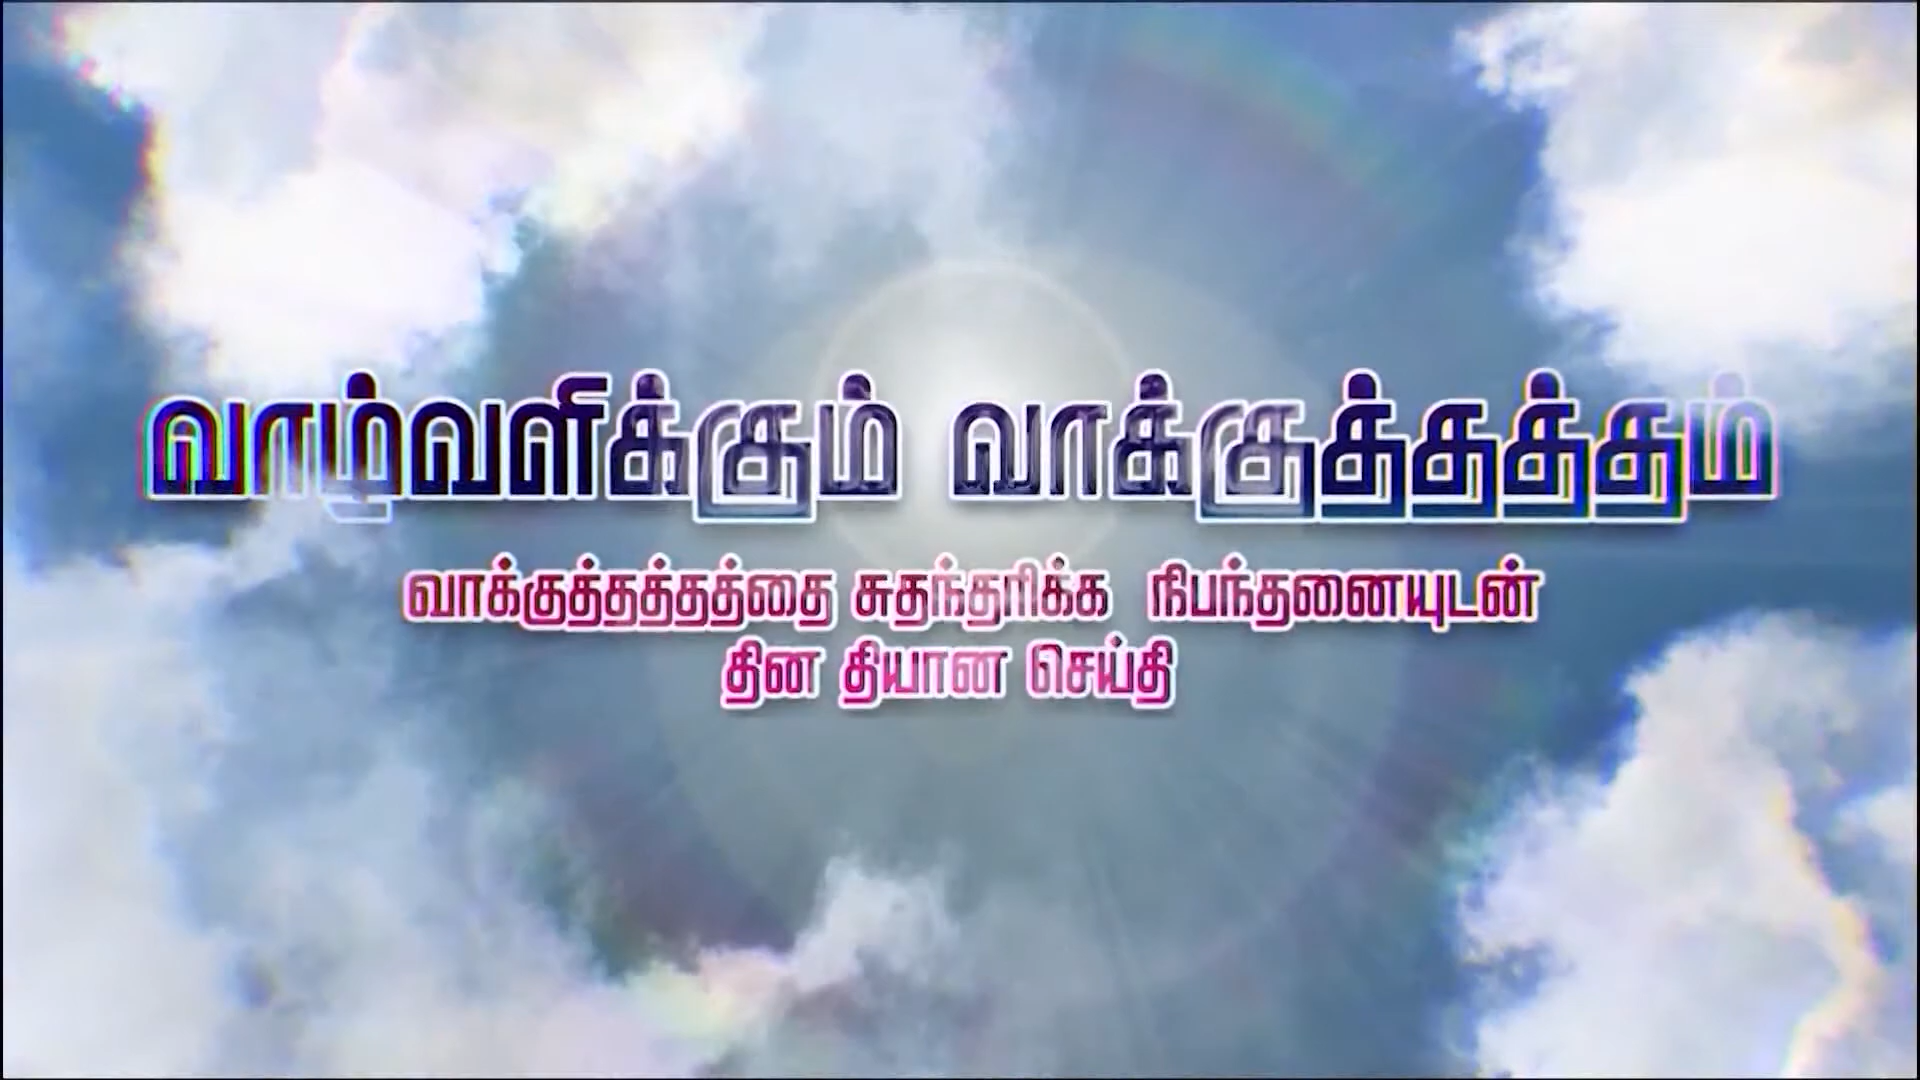 வாழ்வளிக்கும் வாக்குத்தத்தம்
வாக்குத்தத்தத்தை சுதந்தரிக்க நிபந்தனையுடன்
தின தியான செய்தி